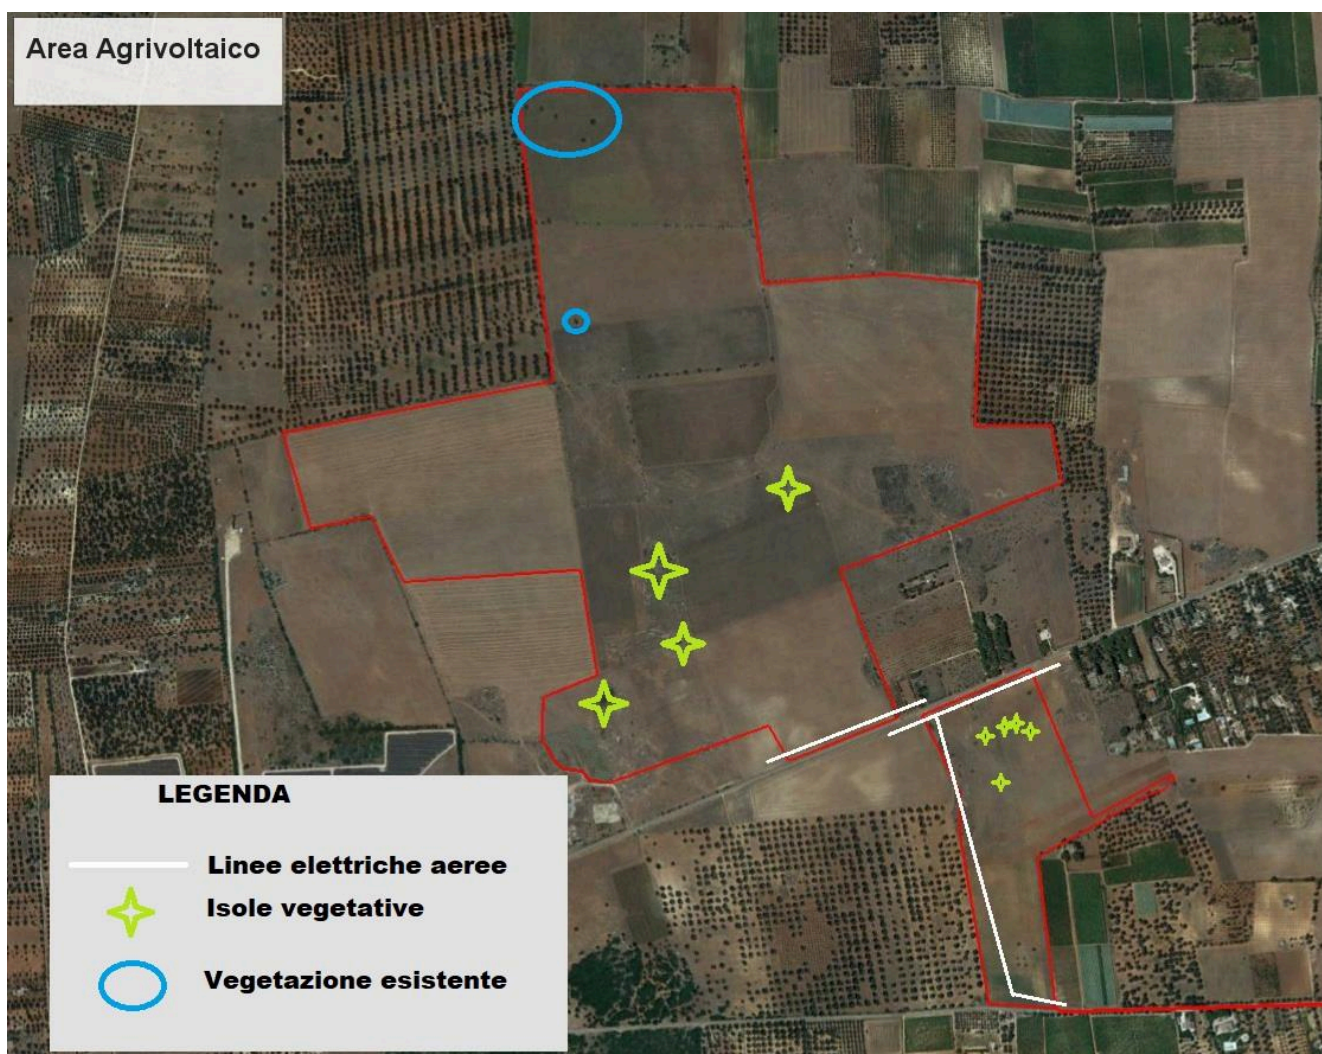 Area Agrivoltaico
LEGENDA
Linee elettriche aeree
Isole vegetative
Vegetazione esistente